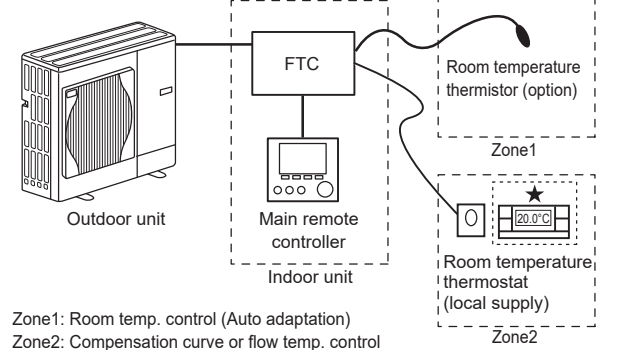 FTC
Room temperature
thermistor (option)
Zone1
Outdoor unit
Main remote
controller
Indoor unit
20.0°C
Room temperature
thermostat
(local supply)
Zone2
Zone1: Room temp. control (Auto adaptation)
Zone2: Compensation curve or flow temp. control